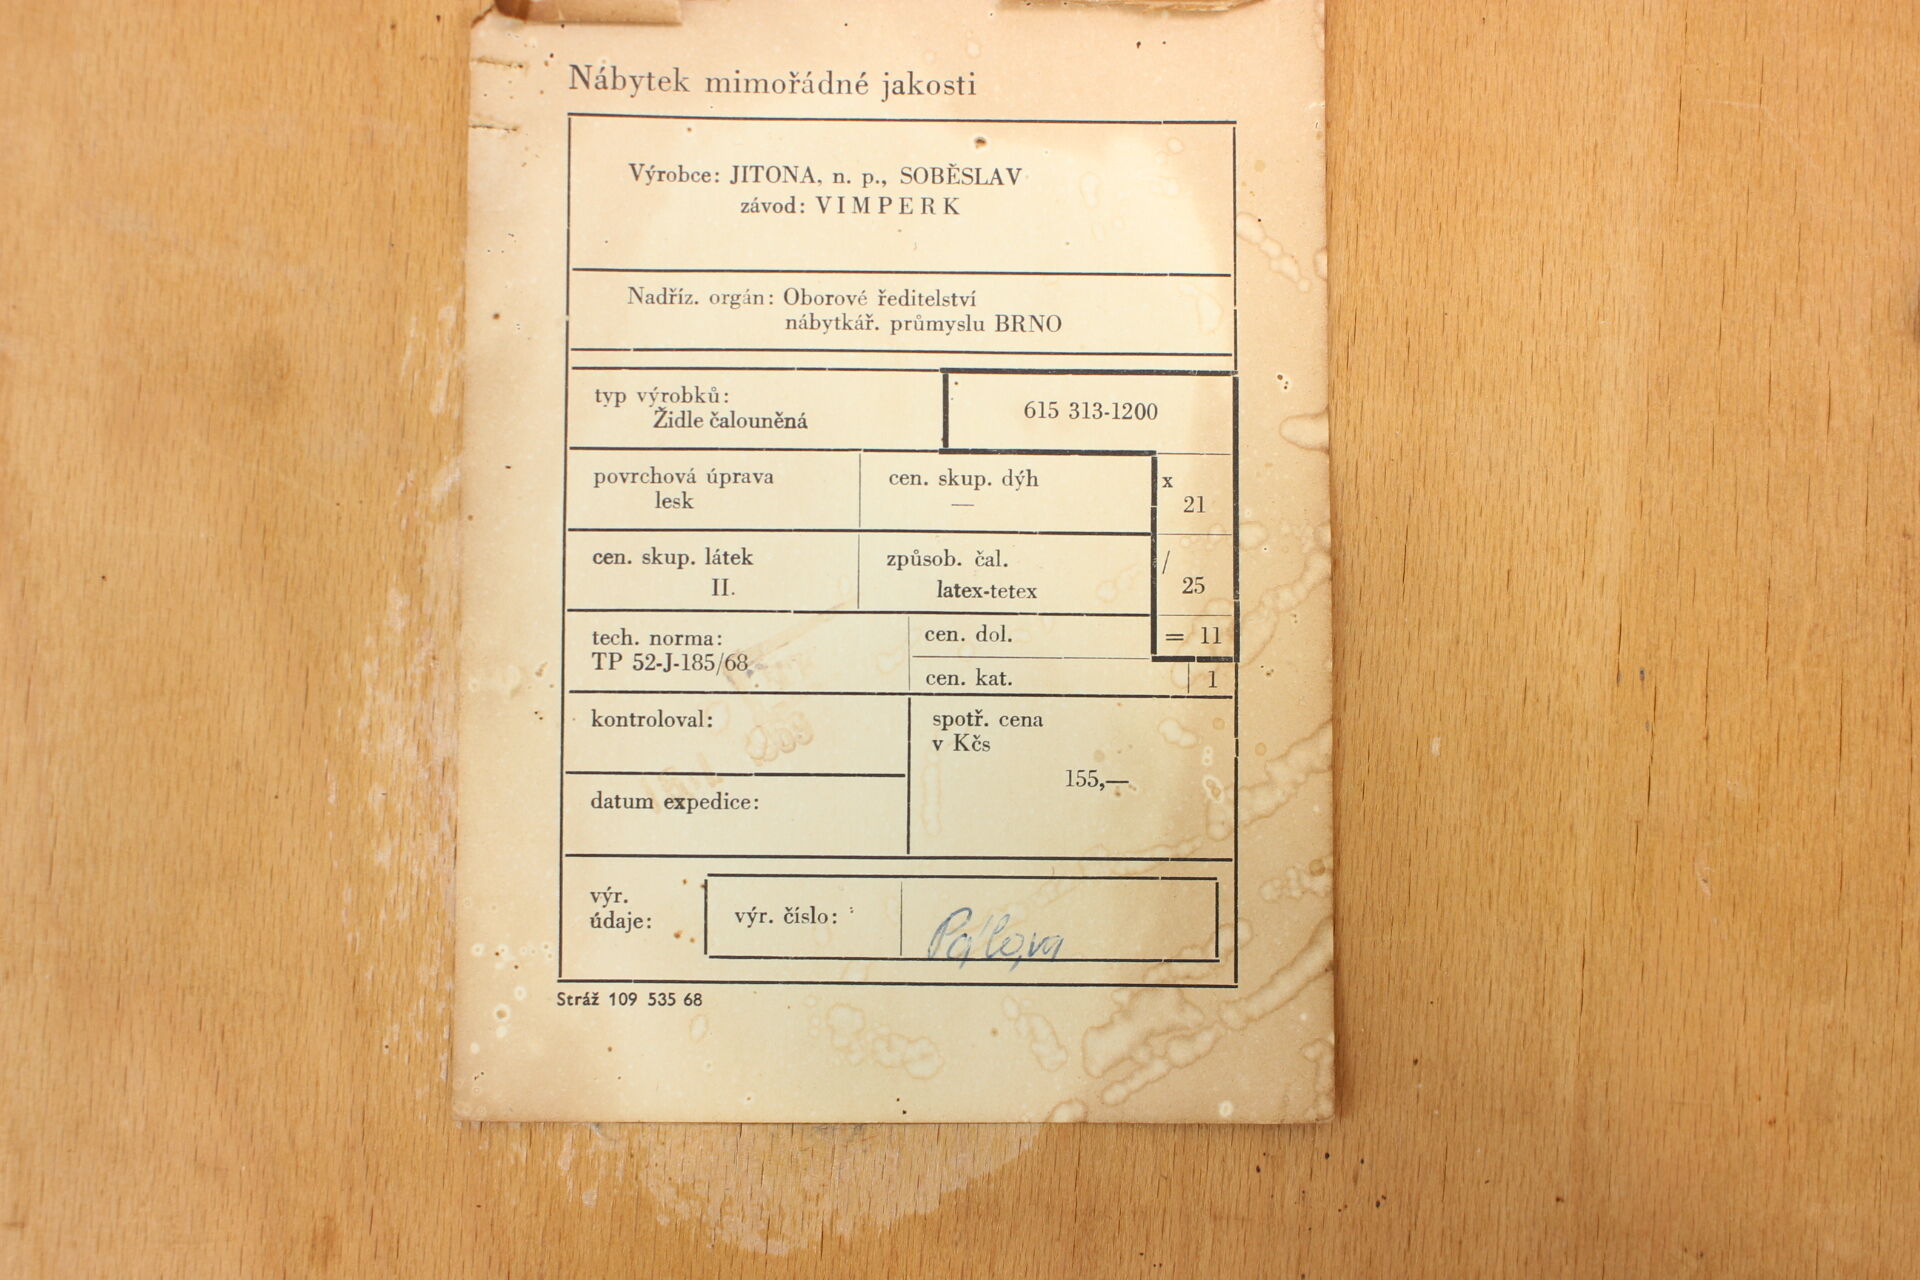 Nábytek mimořádné jakosti
Výrobce: JITONA, n. p., SOBĚSLAV
závod: VIMPERK
Nadříz. orgán: Oborové ředitelství
nábytkář. průmyslu BRNO
typ výrobků:
Židle čalouněná
615 313-1200
povrchová úprava
lesk
cen. skup. dýh
—
x
21
cen. skup. látek
II.
způsob. čal.
latex-tetex
/
25
tech. norma:
TP 52-J-185/68
cen. dol.
= 11
cen. kat.
1
kontroloval:
spotř. cena
v Kčs
155,—
datum expedice:
výr.
údaje:
výr. číslo:
Pálova
Stráž 109 535 68